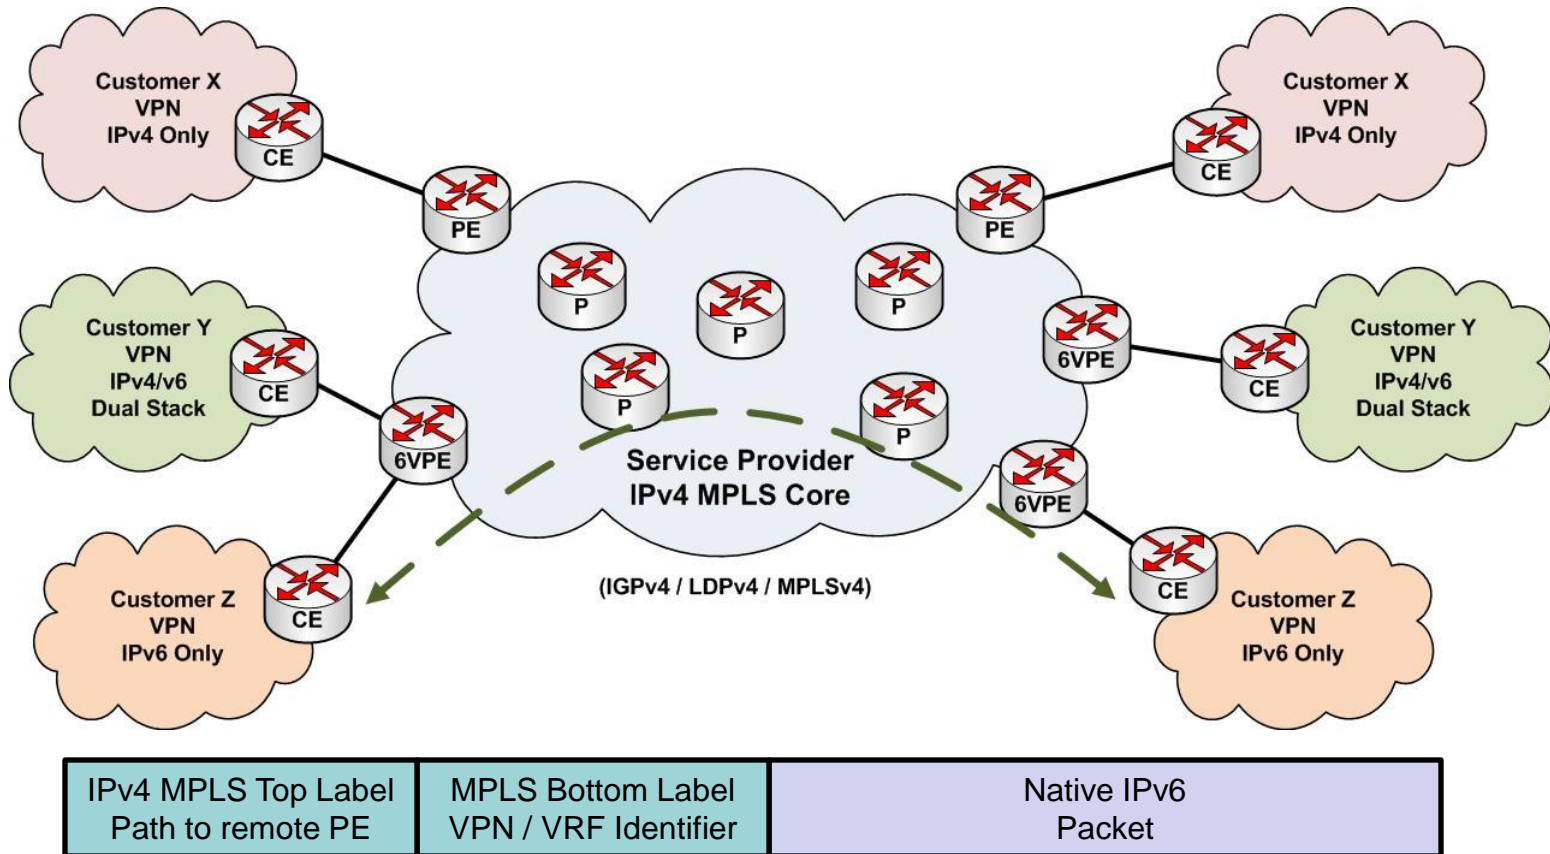 Customer X
VPN
IPv4 Only
CE
PE
Customer X
VPN
IPv4 Only
CE
PE
P
P
P
P
P
Customer Y
VPN
IPv4/v6
Dual Stack
CE
6VPE
6VPE
CE
Customer Y
VPN
IPv4/v6
Dual Stack
Service Provider
IPv4 MPLS Core
6VPE
(IGPv4 / LDPv4 / MPLSv4)
Customer Z
VPN
IPv6 Only
CE
CE
Customer Z
VPN
IPv6 Only
IPv4 MPLS Top Label
Path to remote PE
MPLS Bottom Label
VPN / VRF Identifier
Native IPv6
Packet